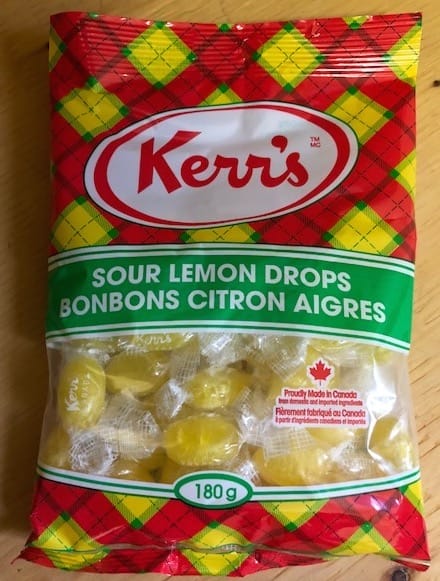 Kerr's
TM
MC
SOUR LEMON DROPS
BONBONS CITRON AIGRES
Kerr's
Kerr's
Proudly Made in Canada
from domestic and imported ingredients
Fièrement fabriqué au Canada
à partir d'ingrédients canadiens et importés
180 g